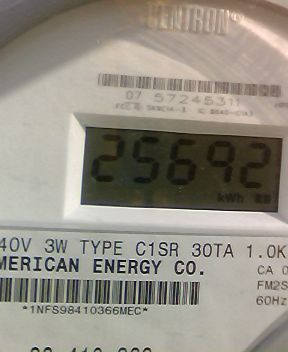 CENTRON
07 57245311
25692
kWh
40V 3W TYPE C1SR 30TA 1.0K
MERICAN ENERGY CO.
CA 0
FM2S
60Hz
*1NFS98410366MEC*